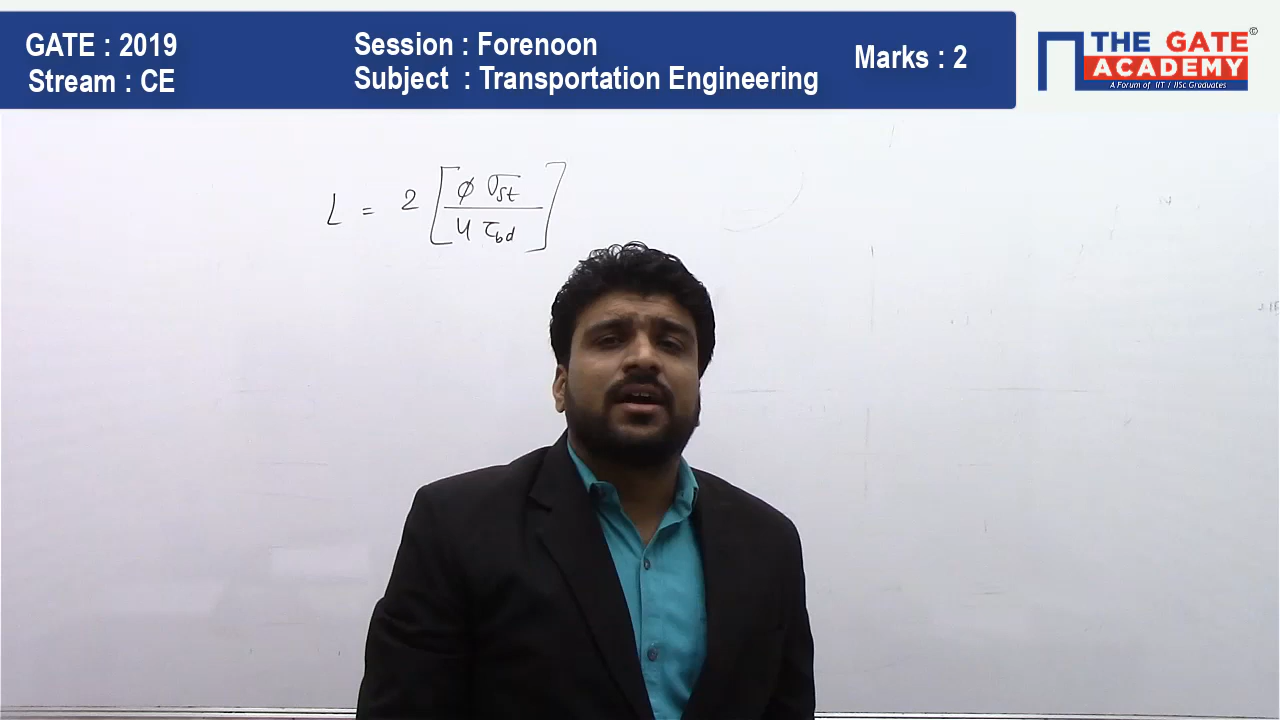 GATE : 2019
Stream : CE
Session : Forenoon
Subject : Transportation Engineering
Marks : 2
THE GATE
ACADEMY
©
A Forum of IIT / IISc Graduates
L = 2 [ϕ σst / 4 τbd]